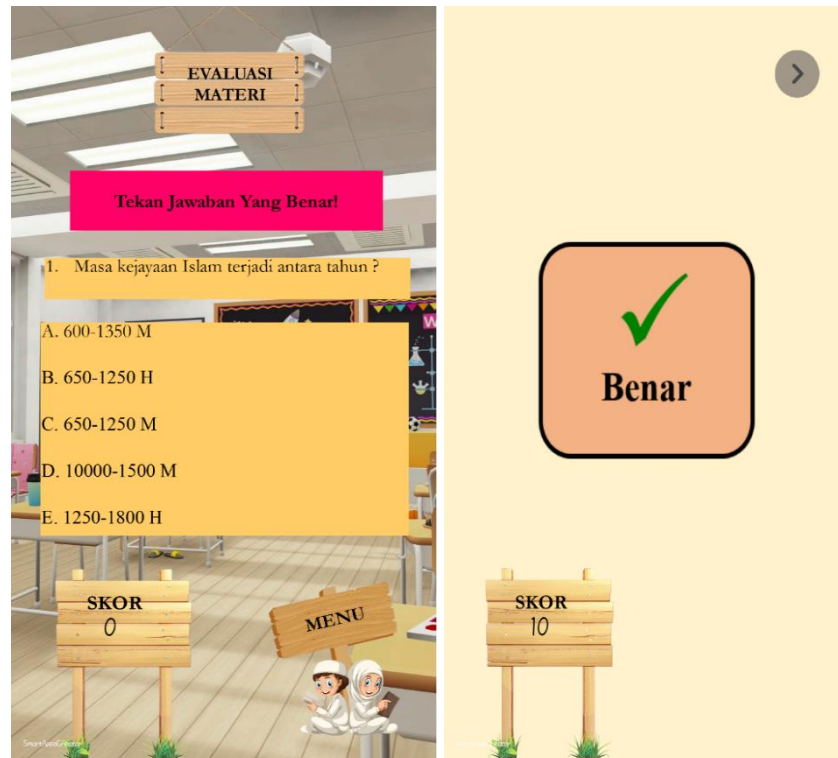 EVALUASI
MATERI
Tekan Jawaban Yang Benar!
1. Masa kejayaan Islam terjadi antara tahun ?
A. 600-1350 M
B. 650-1250 H
C. 650-1250 M
D. 10000-1500 M
E. 1250-1800 H
SKOR
0
MENU
SmartAppsCreator
Benar
SKOR
10